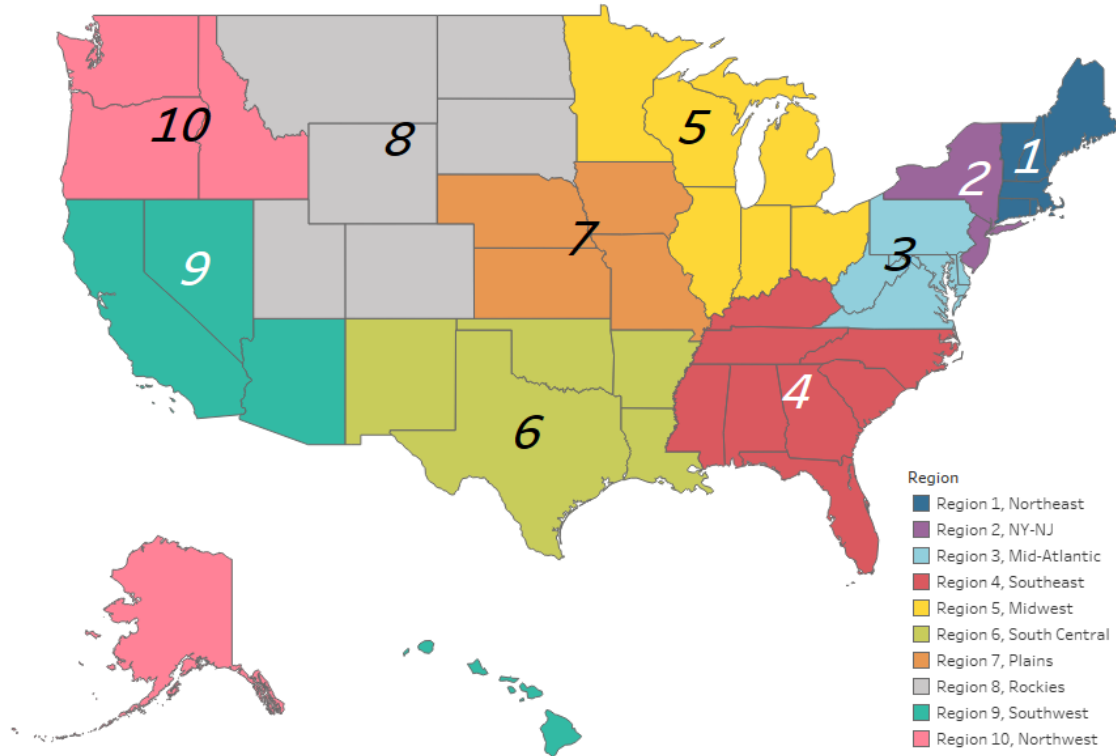 10
8
5
1
2
7
3
9
4
6
Region
Region 1, Northeast
Region 2, NY-NJ
Region 3, Mid-Atlantic
Region 4, Southeast
Region 5, Midwest
Region 6, South Central
Region 7, Plains
Region 8, Rockies
Region 9, Southwest
Region 10, Northwest